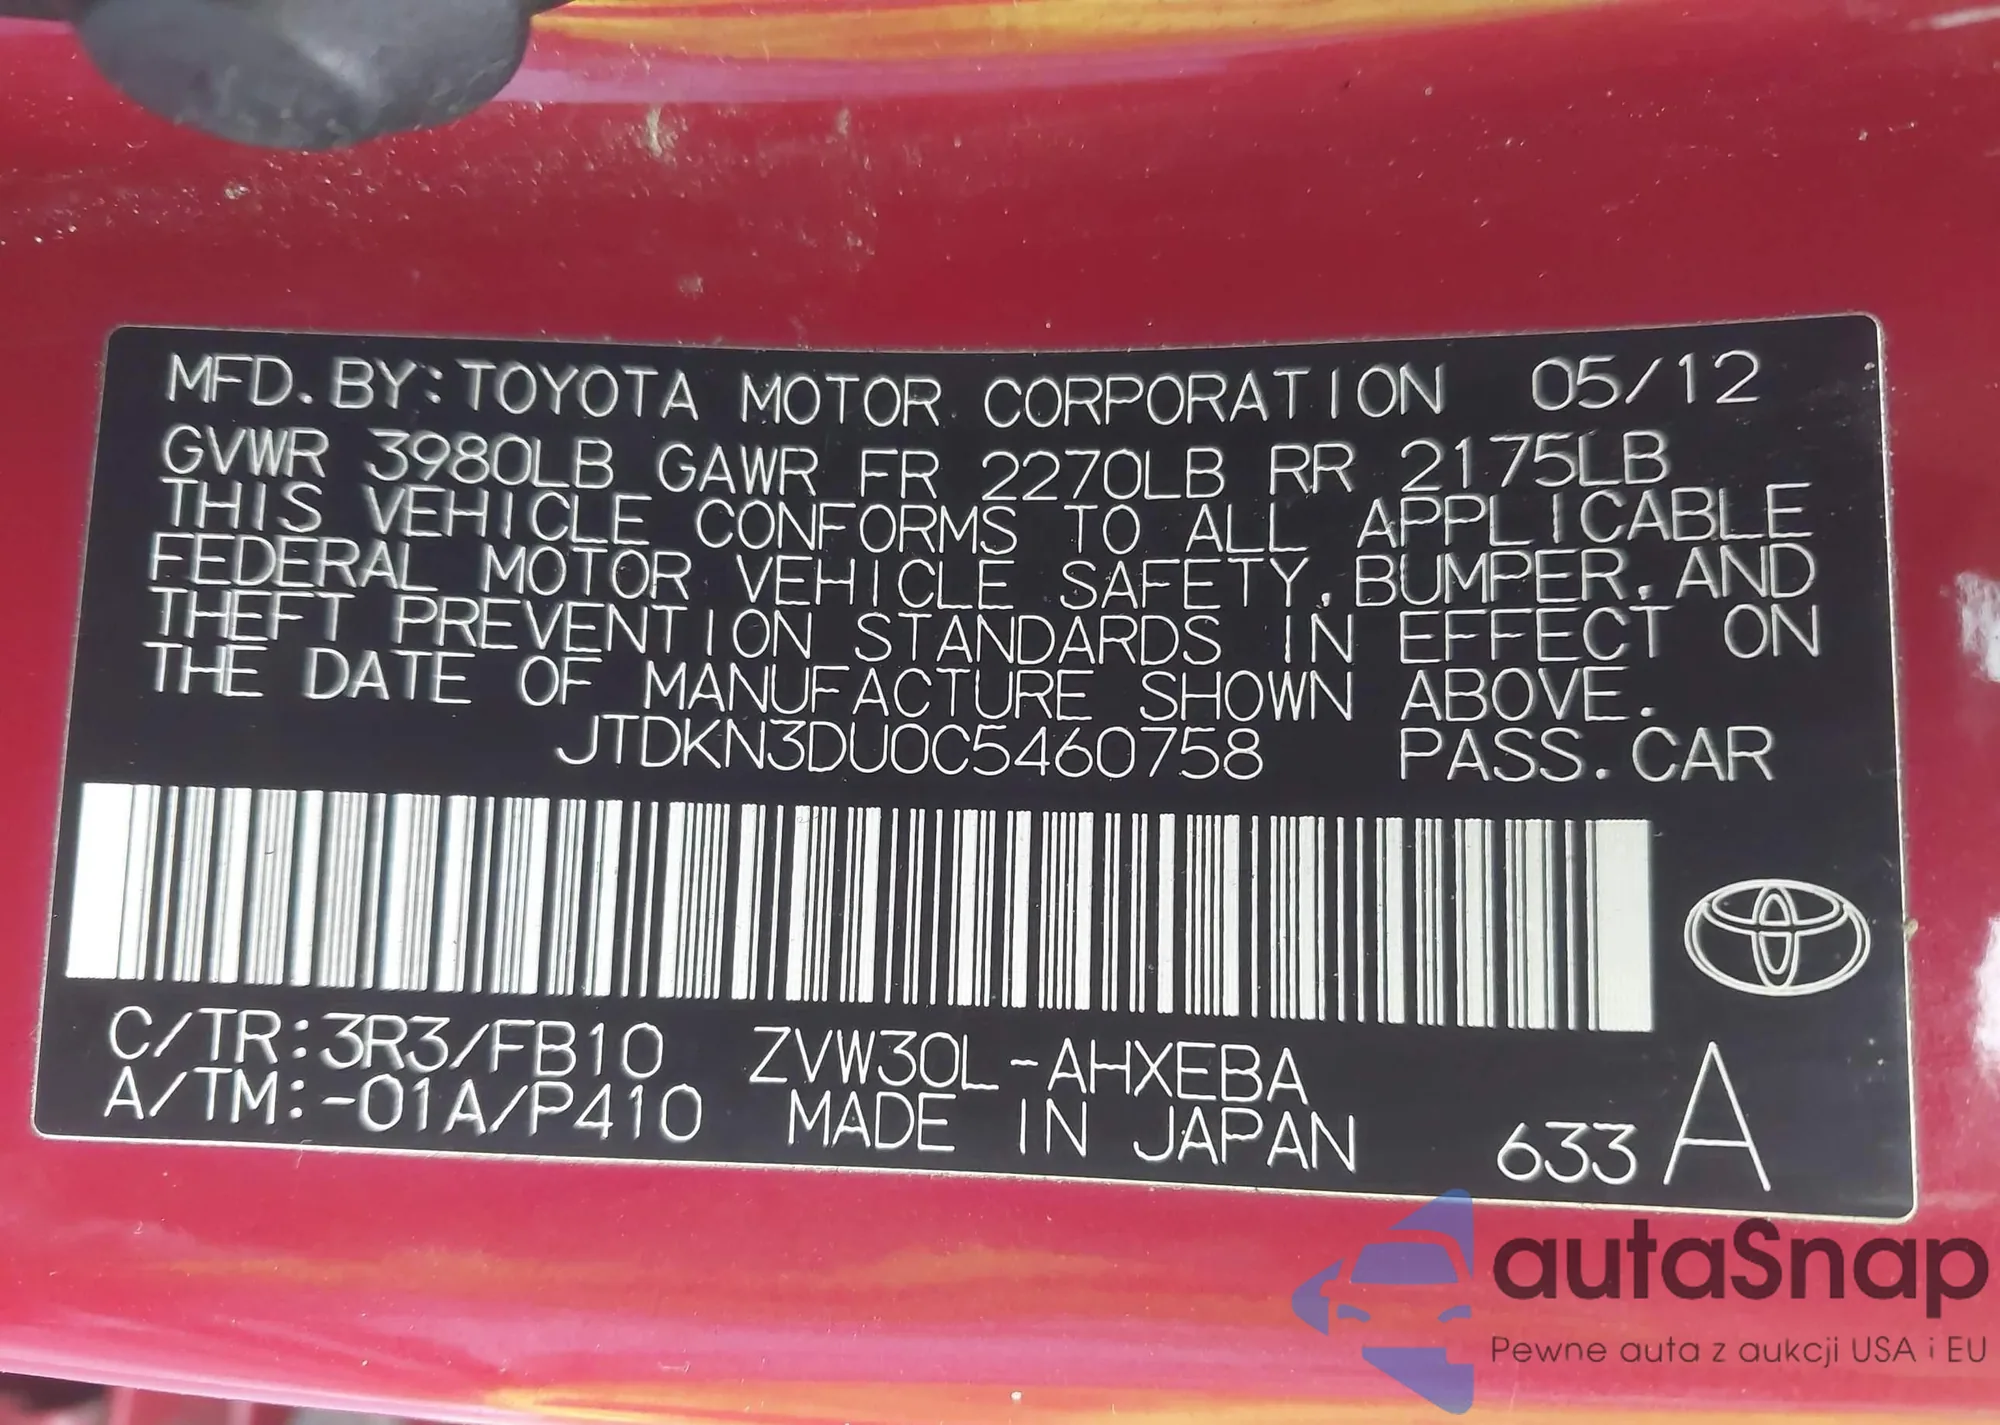 MFD. BY: TOYOTA MOTOR CORPORATION 05/12
GVWR 3980LB GAWR FR 2270LB RR 2175LB
THIS VEHICLE CONFORMS TO ALL APPLICABLE
FEDERAL MOTOR VEHICLE SAFETY, BUMPER, AND
THEFT PREVENTION STANDARDS IN EFFECT ON
THE DATE OF MANUFACTURE SHOWN ABOVE.
JTDKN3DU0C5460758 PASS. CAR
C/TR: 3R3/FB10 ZVW30L-AHXEBA
A/TM: -01A/P410 MADE IN JAPAN 633 A
autaSnap
Pewne auta z aukcji USA i EU